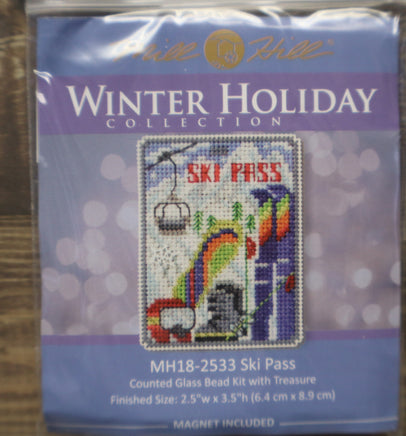 Mill Hill
WINTER HOLIDAY
COLLECTION
SKI PASS
MH18-2533 Ski Pass
Counted Glass Bead Kit with Treasure
Finished Size: 2.5"w x 3.5"h (6.4 cm x 8.9 cm)
MAGNET INCLUDED